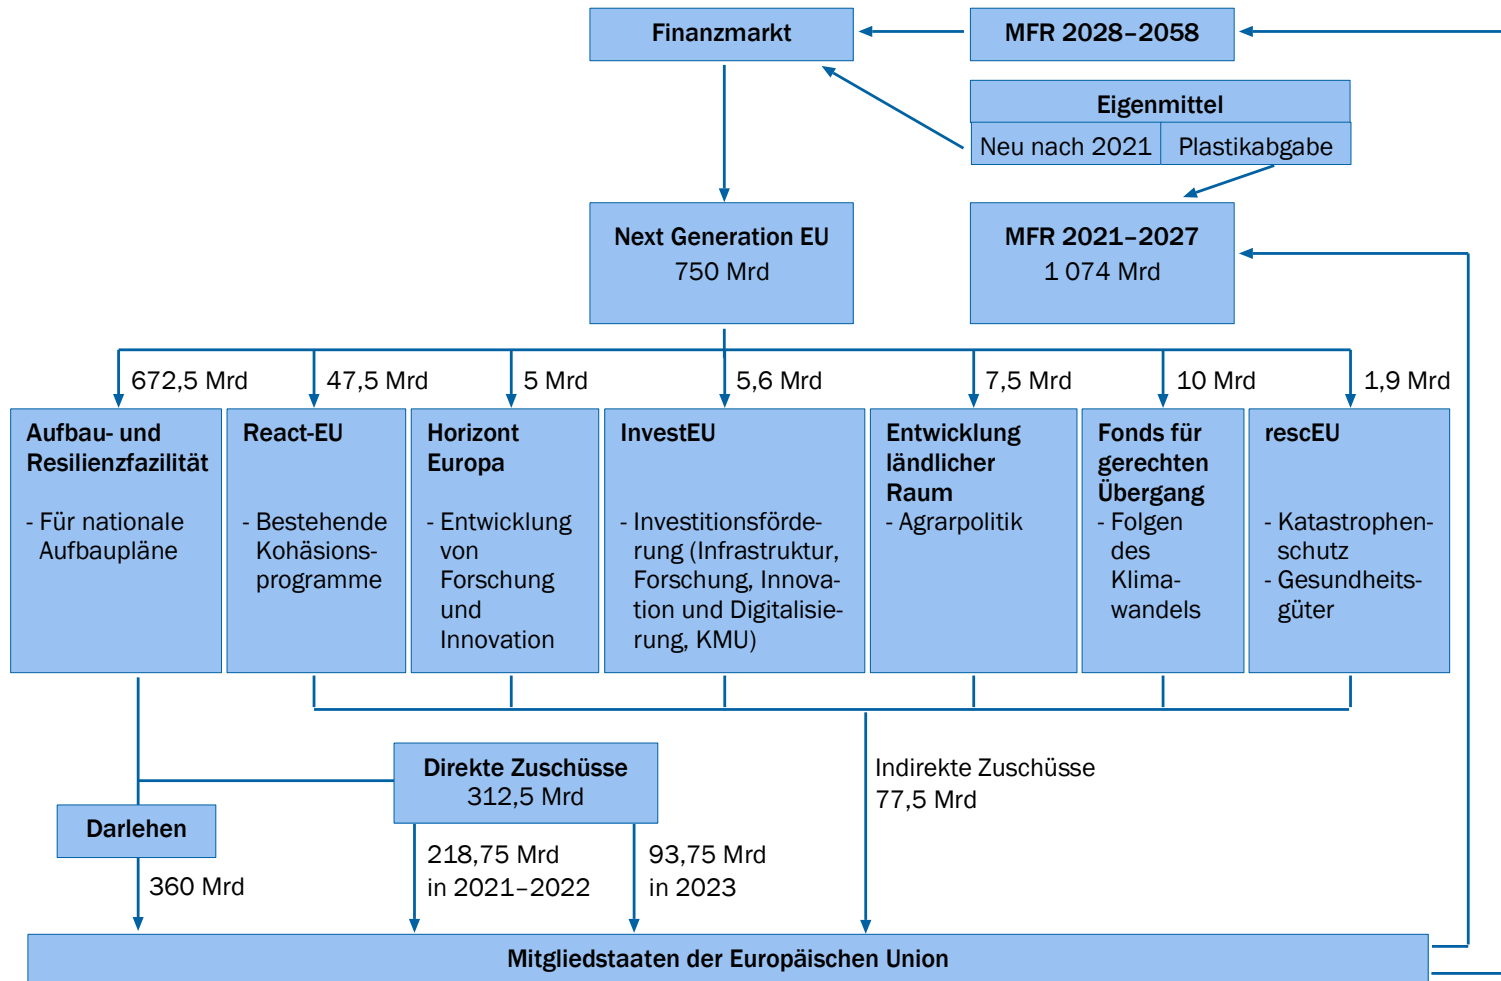 Finanzmarkt
MFR 2028–2058
Eigenmittel
Neu nach 2021
Plastikabgabe
Next Generation EU
750 Mrd
MFR 2021–2027
1 074 Mrd
672,5 Mrd
47,5 Mrd
5 Mrd
5,6 Mrd
7,5 Mrd
10 Mrd
1,9 Mrd
Aufbau- und
Resilienzfazilität
- Für nationale
Aufbaupläne
React-EU
- Bestehende
Kohäsions-
programme
Horizont
Europa
- Entwicklung
von
Forschung
und
Innovation
InvestEU
- Investitionsförde-
rung (Infrastruktur,
Forschung, Innova-
tion und Digitalisie-
rung, KMU)
Entwicklung
ländlicher
Raum
- Agrarpolitik
Fonds für
gerechten
Übergang
- Folgen
des
Klima-
wandels
rescEU
- Katastrophen-
schutz
- Gesundheits-
güter
Direkte Zuschüsse
312,5 Mrd
Indirekte Zuschüsse
77,5 Mrd
Darlehen
360 Mrd
218,75 Mrd
in 2021–2022
93,75 Mrd
in 2023
Mitgliedstaaten der Europäischen Union